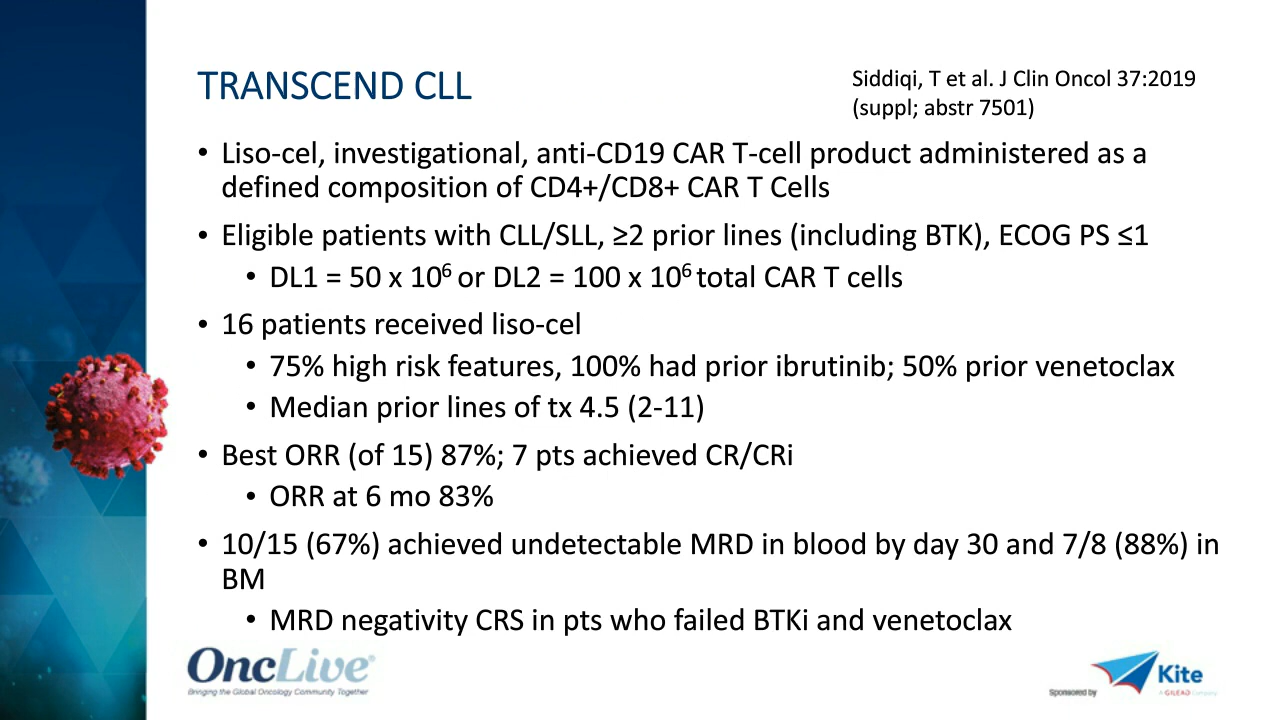 TRANSCEND CLL
Siddiqi, T et al. J Clin Oncol 37:2019
(suppl; abstr 7501)
• Liso-cel, investigational, anti-CD19 CAR T-cell product administered as a
defined composition of CD4+/CD8+ CAR T Cells
• Eligible patients with CLL/SLL, ≥2 prior lines (including BTK), ECOG PS ≤1
• DL1 = 50 x 10⁶ or DL2 = 100 x 10⁶ total CAR T cells
• 16 patients received liso-cel
• 75% high risk features, 100% had prior ibrutinib; 50% prior venetoclax
• Median prior lines of tx 4.5 (2-11)
• Best ORR (of 15) 87%; 7 pts achieved CR/CRi
• ORR at 6 mo 83%
• 10/15 (67%) achieved undetectable MRD in blood by day 30 and 7/8 (88%) in
BM
• MRD negativity CRS in pts who failed BTKi and venetoclax
OncLive®
Bringing the Global Oncology Community Together
Sponsored by
Kite
A GILEAD Company